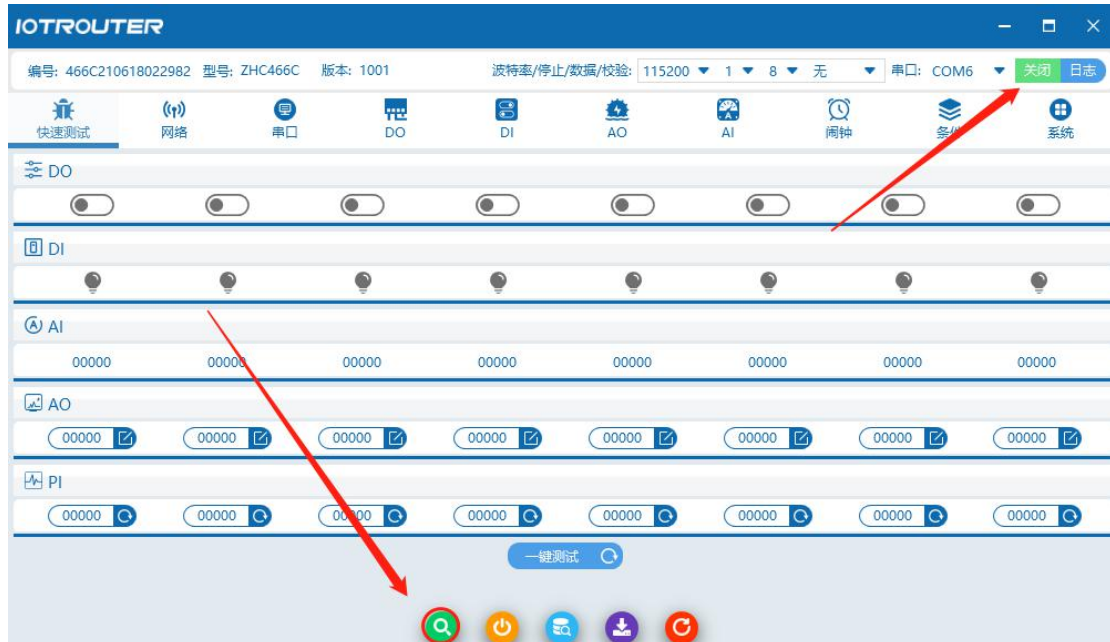 IOTROUTER
编号: 466C210618022982 型号: ZHC466C 版本: 1001 波特率/停止/数据/校验: 115200 1 8 无 串口: COM6 关闭 日志
快速测试 网络 串口 DO DI AO AI 闹钟 条件 系统
DO
DI
AI
00000 00000 00000 00000 00000 00000 00000 00000
AO
00000 00000 00000 00000 00000 00000 00000 00000
PI
00000 00000 00000 00000 00000 00000 00000 00000
一键测试